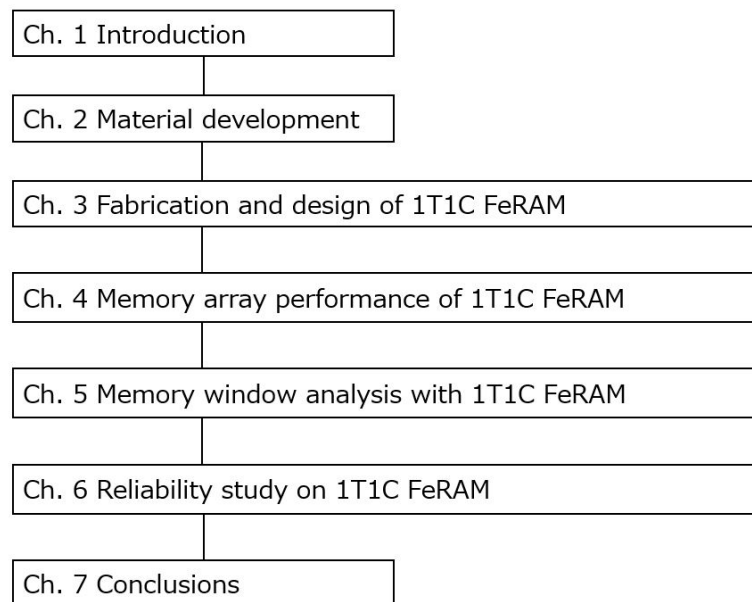 Ch. 1 Introduction
Ch. 2 Material development
Ch. 3 Fabrication and design of 1T1C FeRAM
Ch. 4 Memory array performance of 1T1C FeRAM
Ch. 5 Memory window analysis with 1T1C FeRAM
Ch. 6 Reliability study on 1T1C FeRAM
Ch. 7 Conclusions